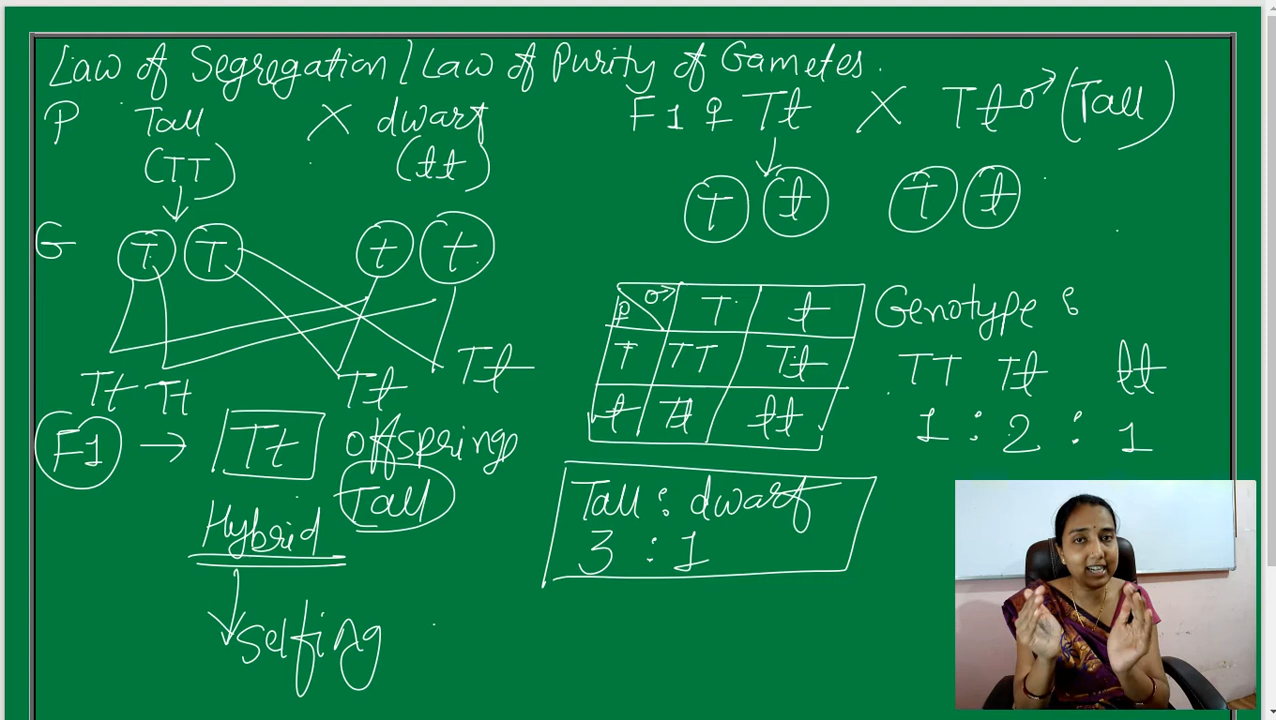 Law of Segregation / Law of Purity of Gametes.
P Tall X dwarf
(TT) (tt)
G T T t t
Tt Tt Tt Tt
F1 → Tt offsprings
Tall
Hybrid
Selfing
F1 ♀ Tt X Tt ♂ (Tall)
T t T t
♀ ♂ T t
T TT Tt
t Tt tt
Genotype :
TT Tt tt
1 : 2 : 1
Tall : dwarf
3 : 1